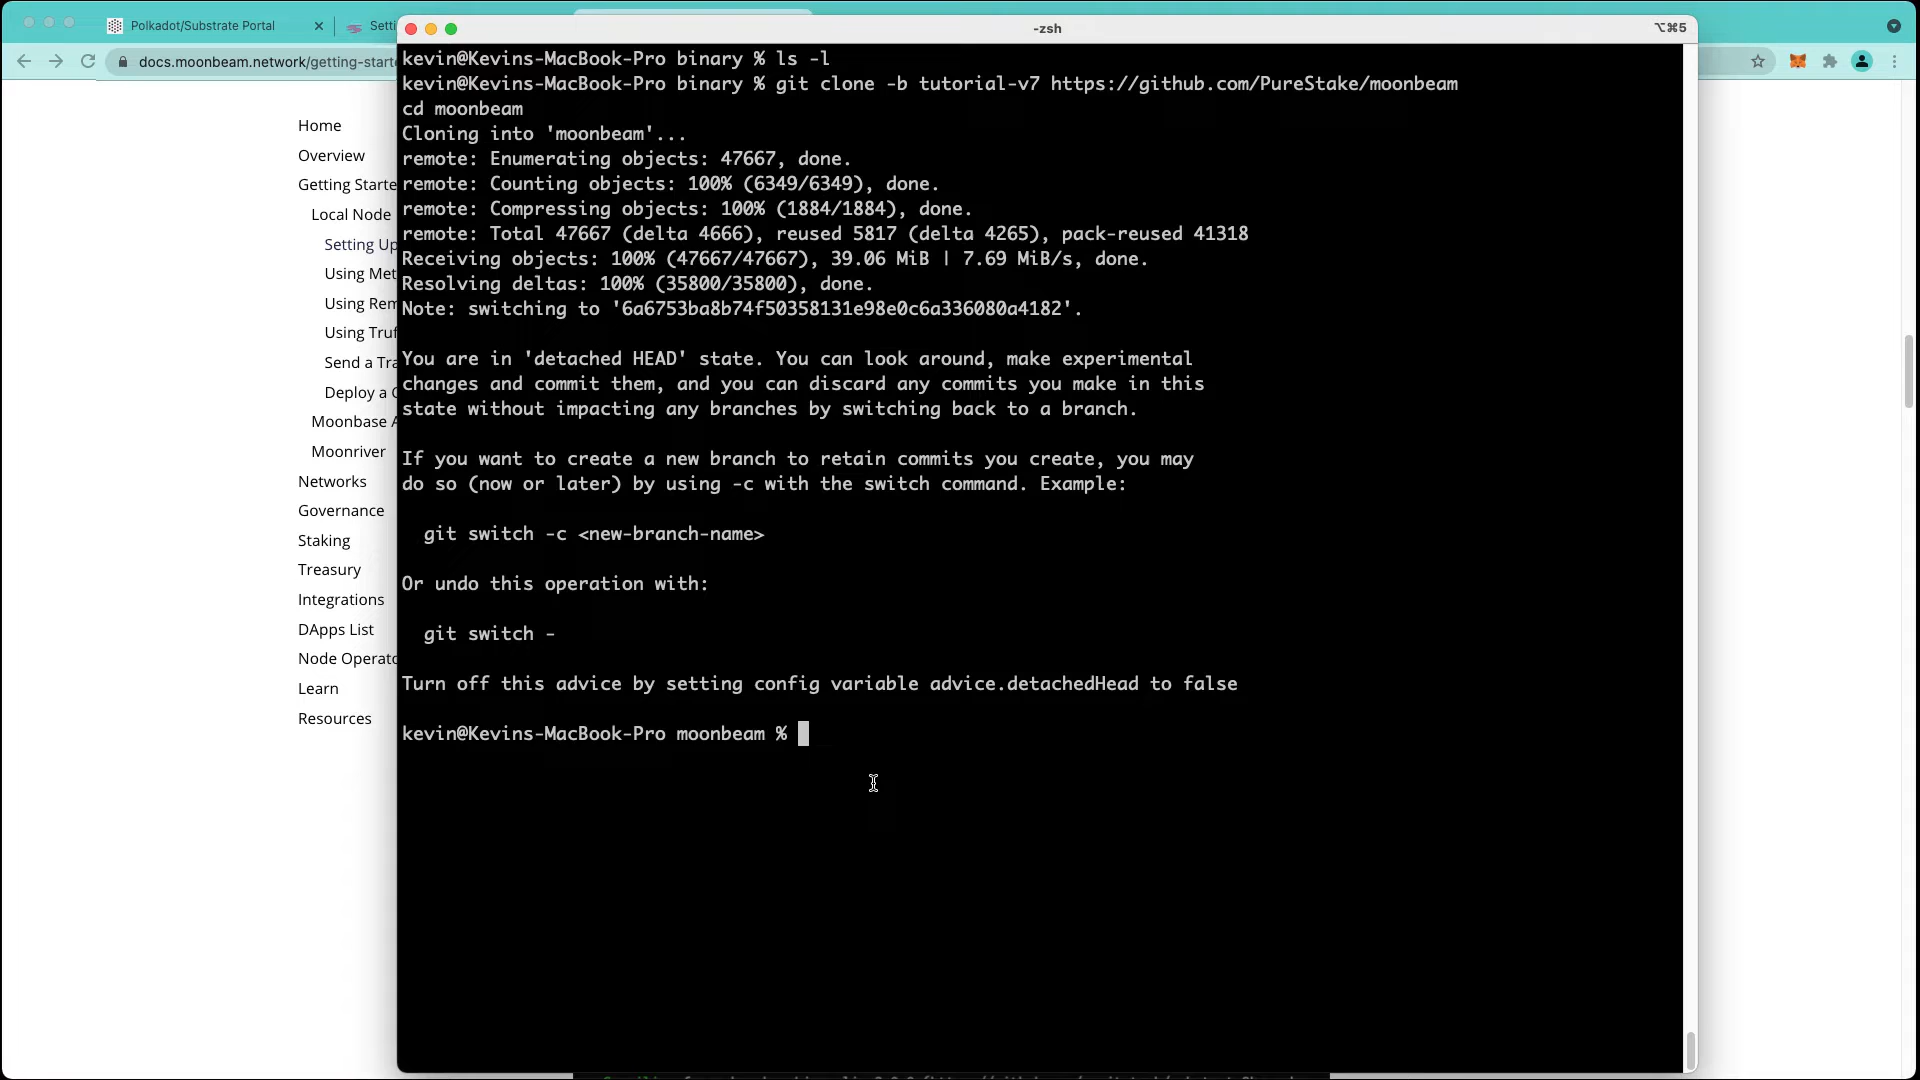 Polkadot/Substrate Portal
Setti
-zsh
⌥⌘5
docs.moonbeam.network/getting-starte
Home
Overview
Getting Starte
Local Node
Setting Up
Using Met
Using Rem
Using Truf
Send a Tra
Deploy a C
Moonbase A
Moonriver
Networks
Governance
Staking
Treasury
Integrations
DApps List
Node Operato
Learn
Resources
kevin@Kevins-MacBook-Pro binary % ls -l
kevin@Kevins-MacBook-Pro binary % git clone -b tutorial-v7 https://github.com/PureStake/moonbeam
cd moonbeam
Cloning into 'moonbeam'...
remote: Enumerating objects: 47667, done.
remote: Counting objects: 100% (6349/6349), done.
remote: Compressing objects: 100% (1884/1884), done.
remote: Total 47667 (delta 4666), reused 5817 (delta 4265), pack-reused 41318
Receiving objects: 100% (47667/47667), 39.06 MiB | 7.69 MiB/s, done.
Resolving deltas: 100% (35800/35800), done.
Note: switching to '6a6753ba8b74f50358131e98e0c6a336080a4182'.
You are in 'detached HEAD' state. You can look around, make experimental
changes and commit them, and you can discard any commits you make in this
state without impacting any branches by switching back to a branch.
If you want to create a new branch to retain commits you create, you may
do so (now or later) by using -c with the switch command. Example:
git switch -c <new-branch-name>
Or undo this operation with:
git switch -
Turn off this advice by setting config variable advice.detachedHead to false
kevin@Kevins-MacBook-Pro moonbeam %